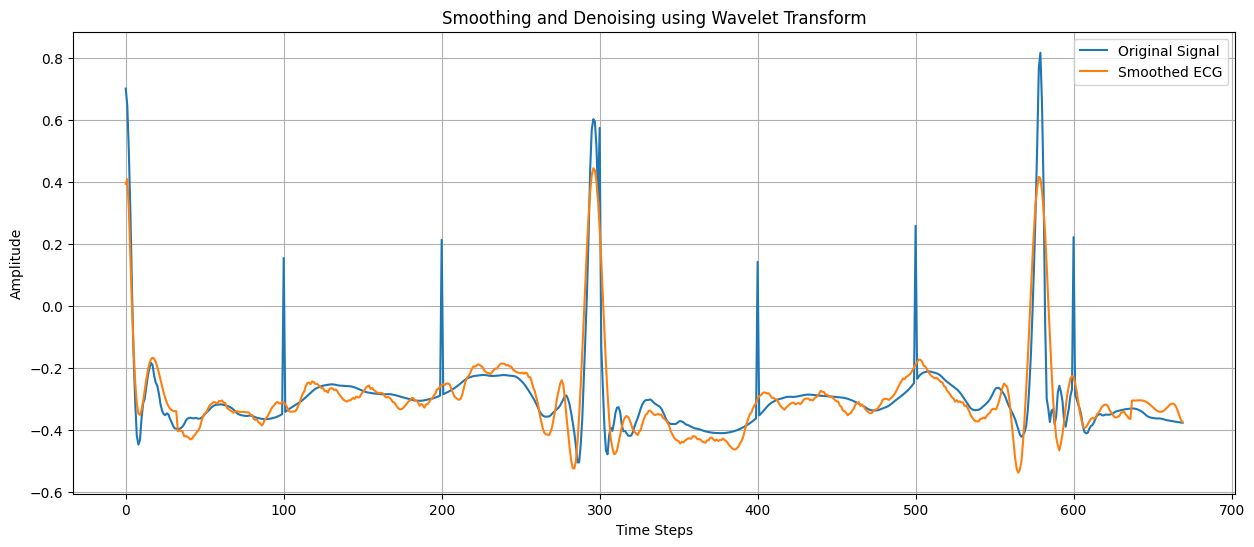 Smoothing and Denoising using Wavelet Transform
Original Signal
Smoothed ECG
Amplitude
0.8
0.6
0.4
0.2
0.0
−0.2
−0.4
−0.6
0 100 200 300 400 500 600 700
Time Steps